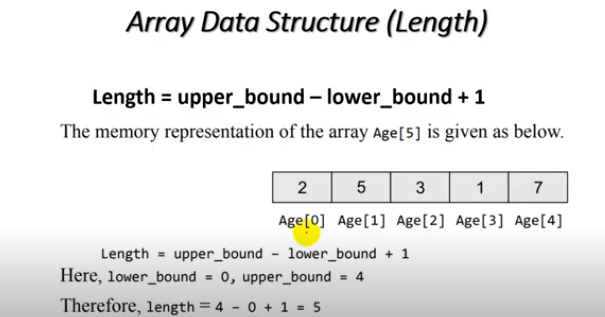 Array Data Structure (Length)
Length = upper_bound – lower_bound + 1
The memory representation of the array Age[5] is given as below.
2 5 3 1 7
Age[0] Age[1] Age[2] Age[3] Age[4]
Length = upper_bound - lower_bound + 1
Here, lower_bound = 0, upper_bound = 4
Therefore, length = 4 - 0 + 1 = 5